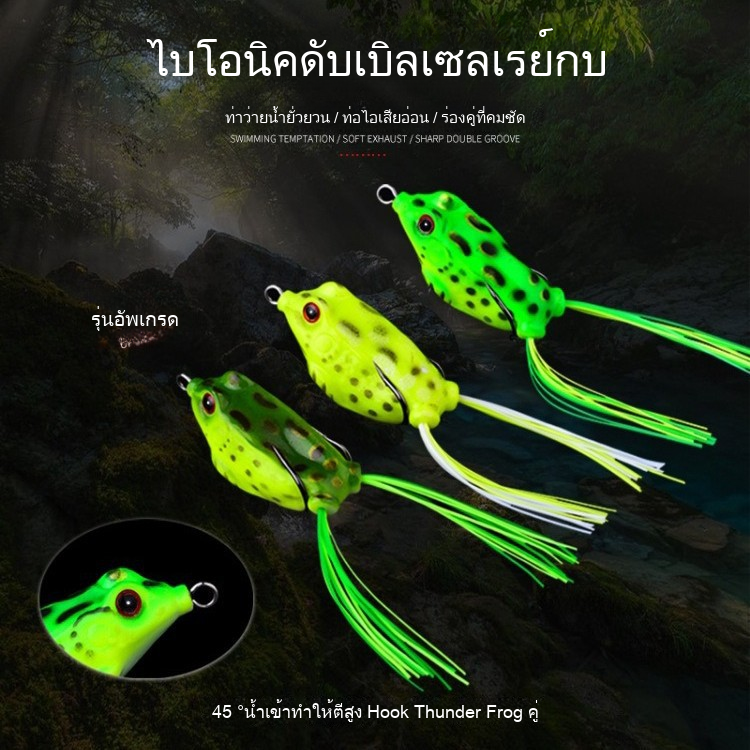 ไบโอนิคดับเบิลเซลเรย์กบ
ท่าว่ายน้ำยั่วยวน / ท่อไอเสียอ่อน / ร่องคู่ที่คมชัด
SWIMMING TEMPTATION / SOFT EXHAUST / SHARP DOUBLE GROOVE
รุ่นอัพเกรด
45 °น้ำเข้าทำให้ตีสูง Hook Thunder Frog คู่